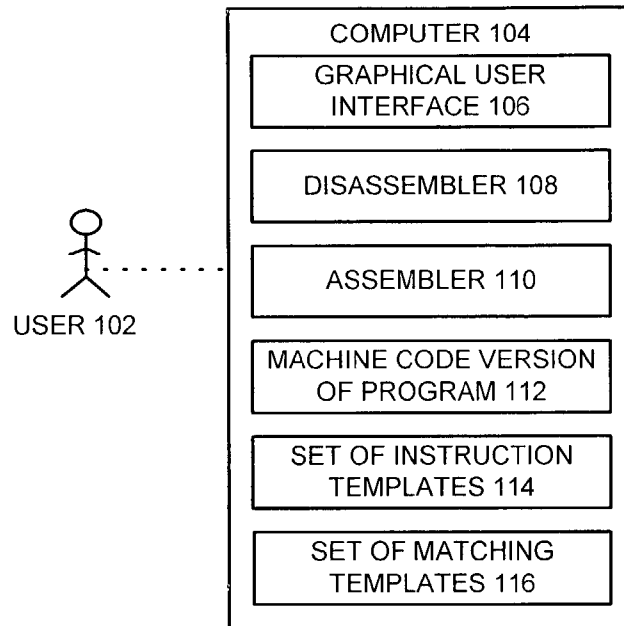 COMPUTER 104
GRAPHICAL USER
INTERFACE 106
DISASSEMBLER 108
ASSEMBLER 110
USER 102
MACHINE CODE VERSION
OF PROGRAM 112
SET OF INSTRUCTION
TEMPLATES 114
SET OF MATCHING
TEMPLATES 116